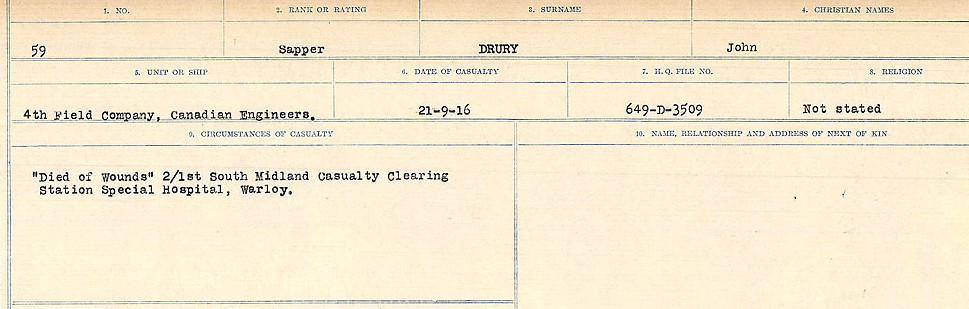 1. NO. 2. RANK OR RATING 3. SURNAME 4. CHRISTIAN NAMES
59 Sapper DRURY John
5. UNIT OR SHIP 6. DATE OF CASUALTY 7. H.Q. FILE NO. 8. RELIGION
4th Field Company, Canadian Engineers. 21-9-16 649-D-3509 Not stated
9. CIRCUMSTANCES OF CASUALTY 10. NAME, RELATIONSHIP AND ADDRESS OF NEXT OF KIN
"Died of Wounds" 2/1st South Midland Casualty Clearing
Station Special Hospital, Warloy.